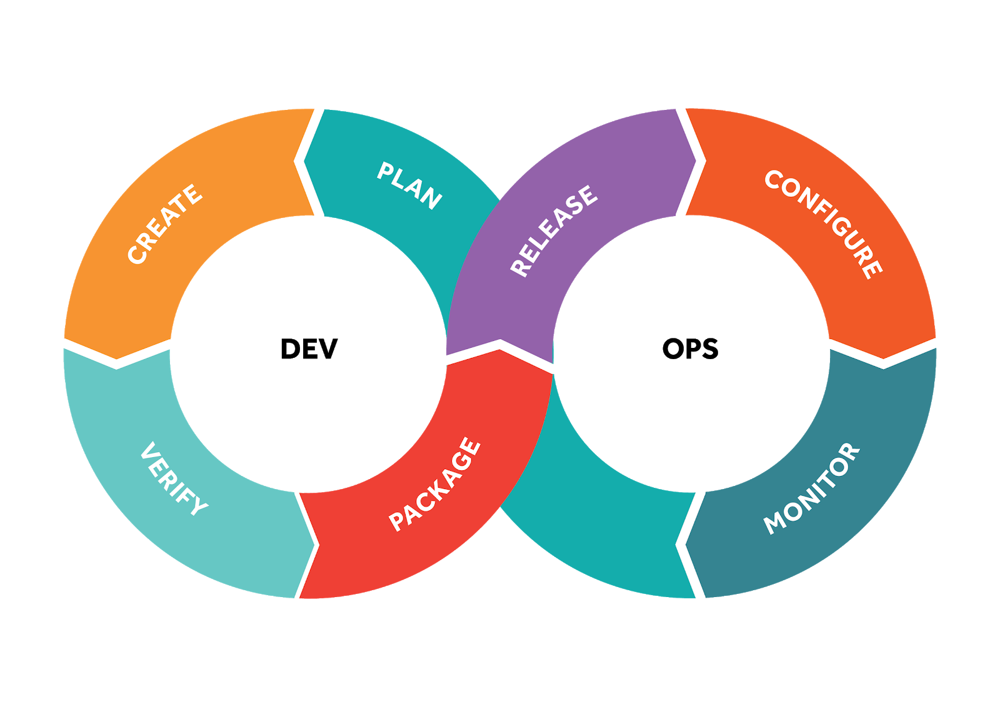 PLAN
CREATE
VERIFY
PACKAGE
RELEASE
CONFIGURE
MONITOR
DEV
OPS